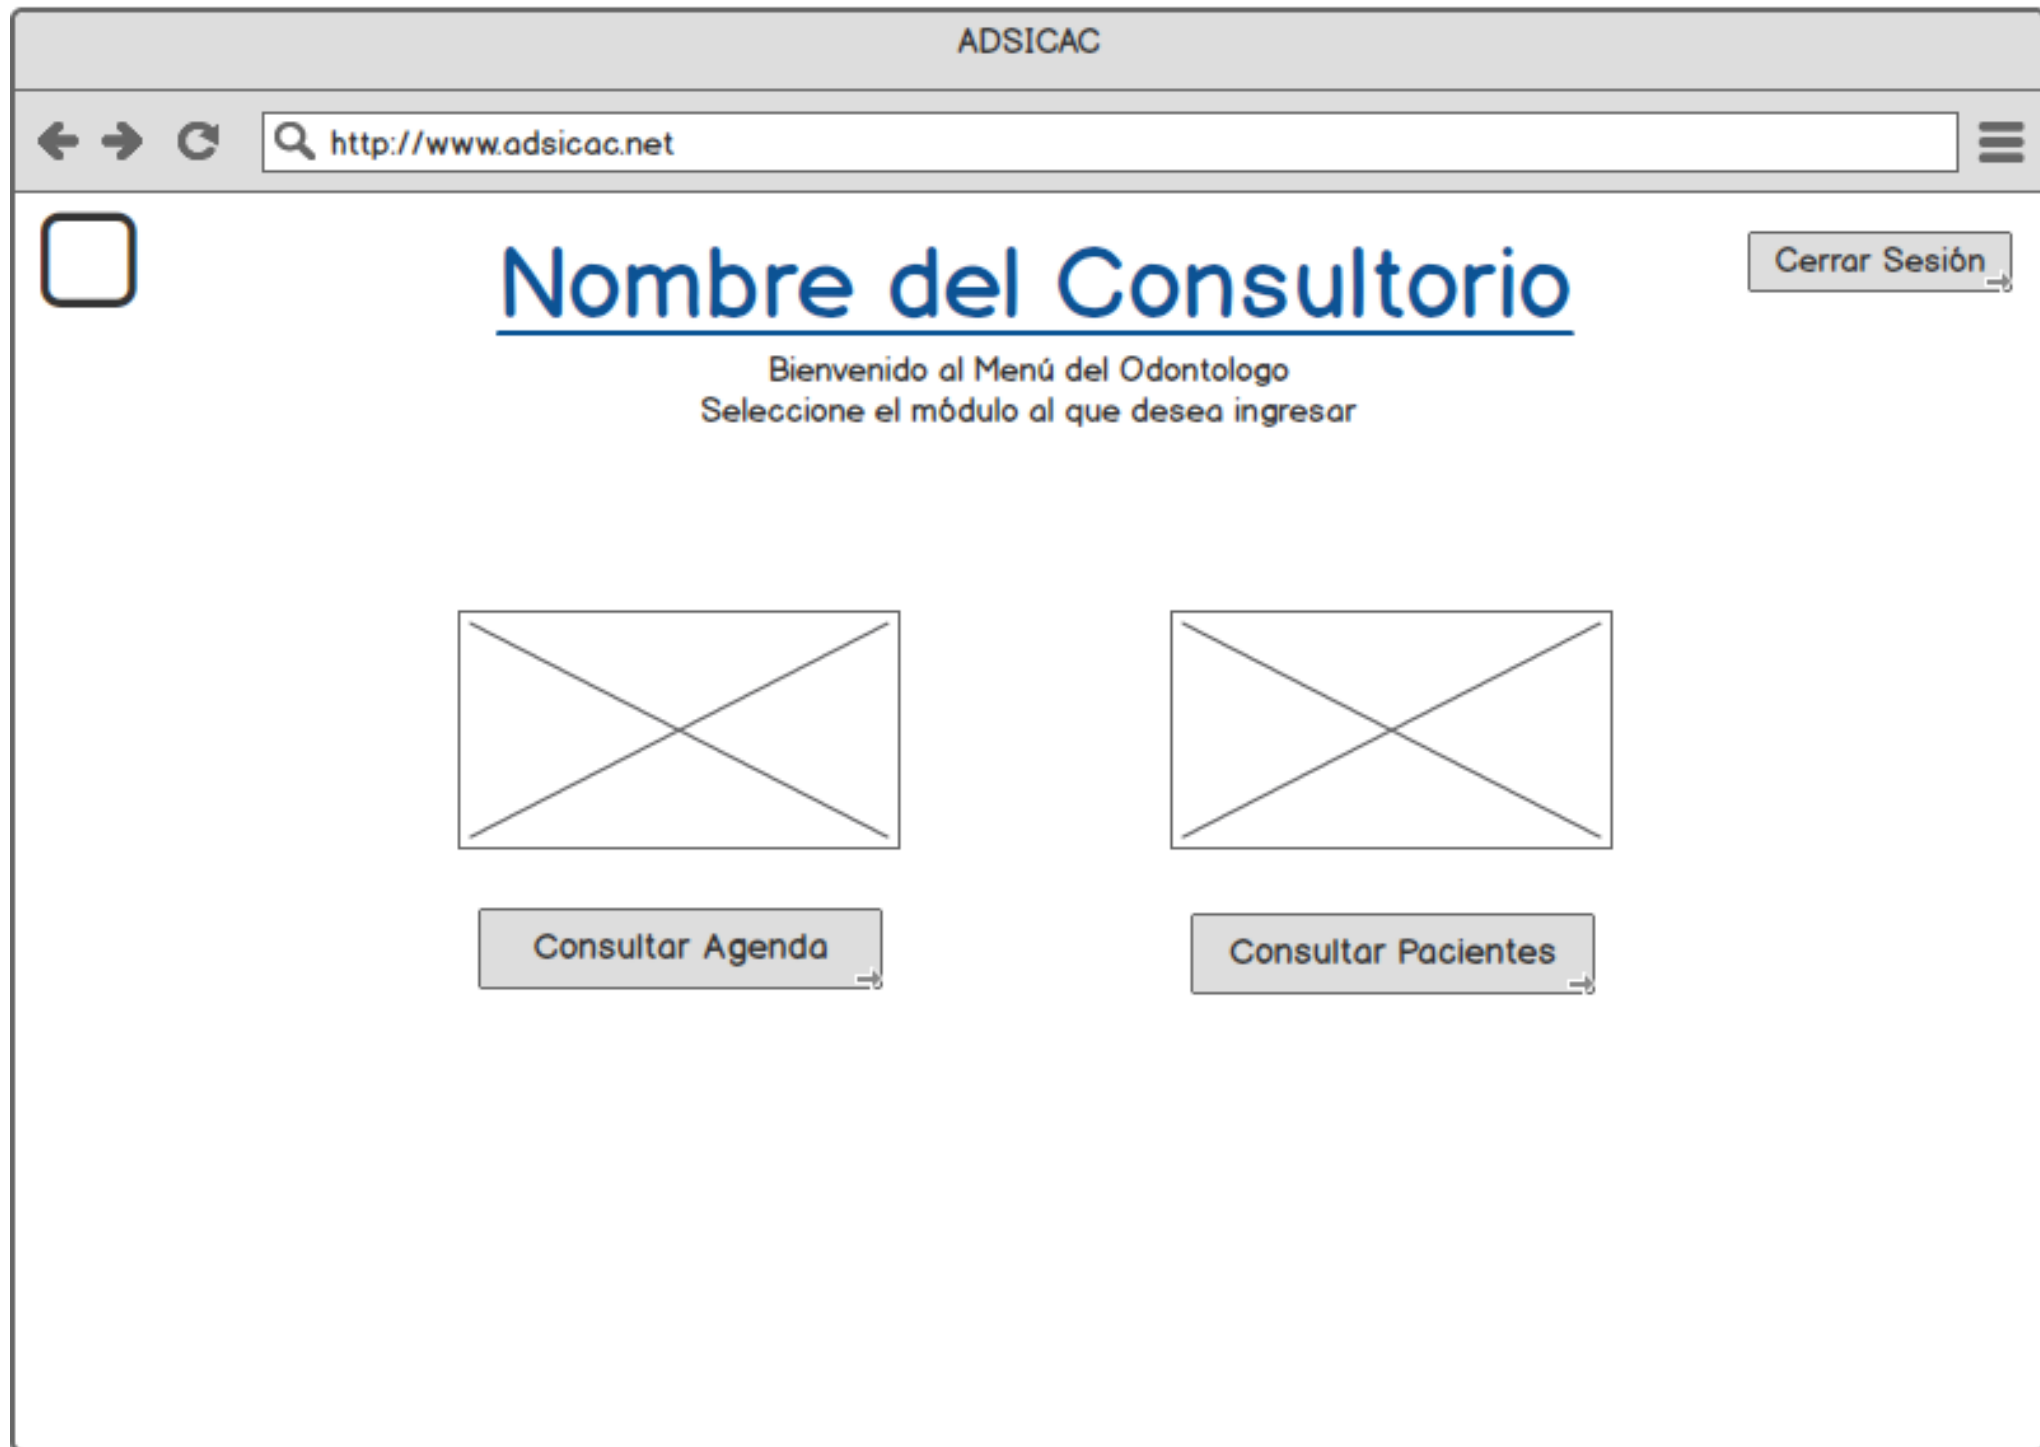 ADSICAC
http://www.adsicac.net
Nombre del Consultorio
Cerrar Sesión
Bienvenido al Menú del Odontologo
Seleccione el módulo al que desea ingresar
Consultar Agenda
Consultar Pacientes